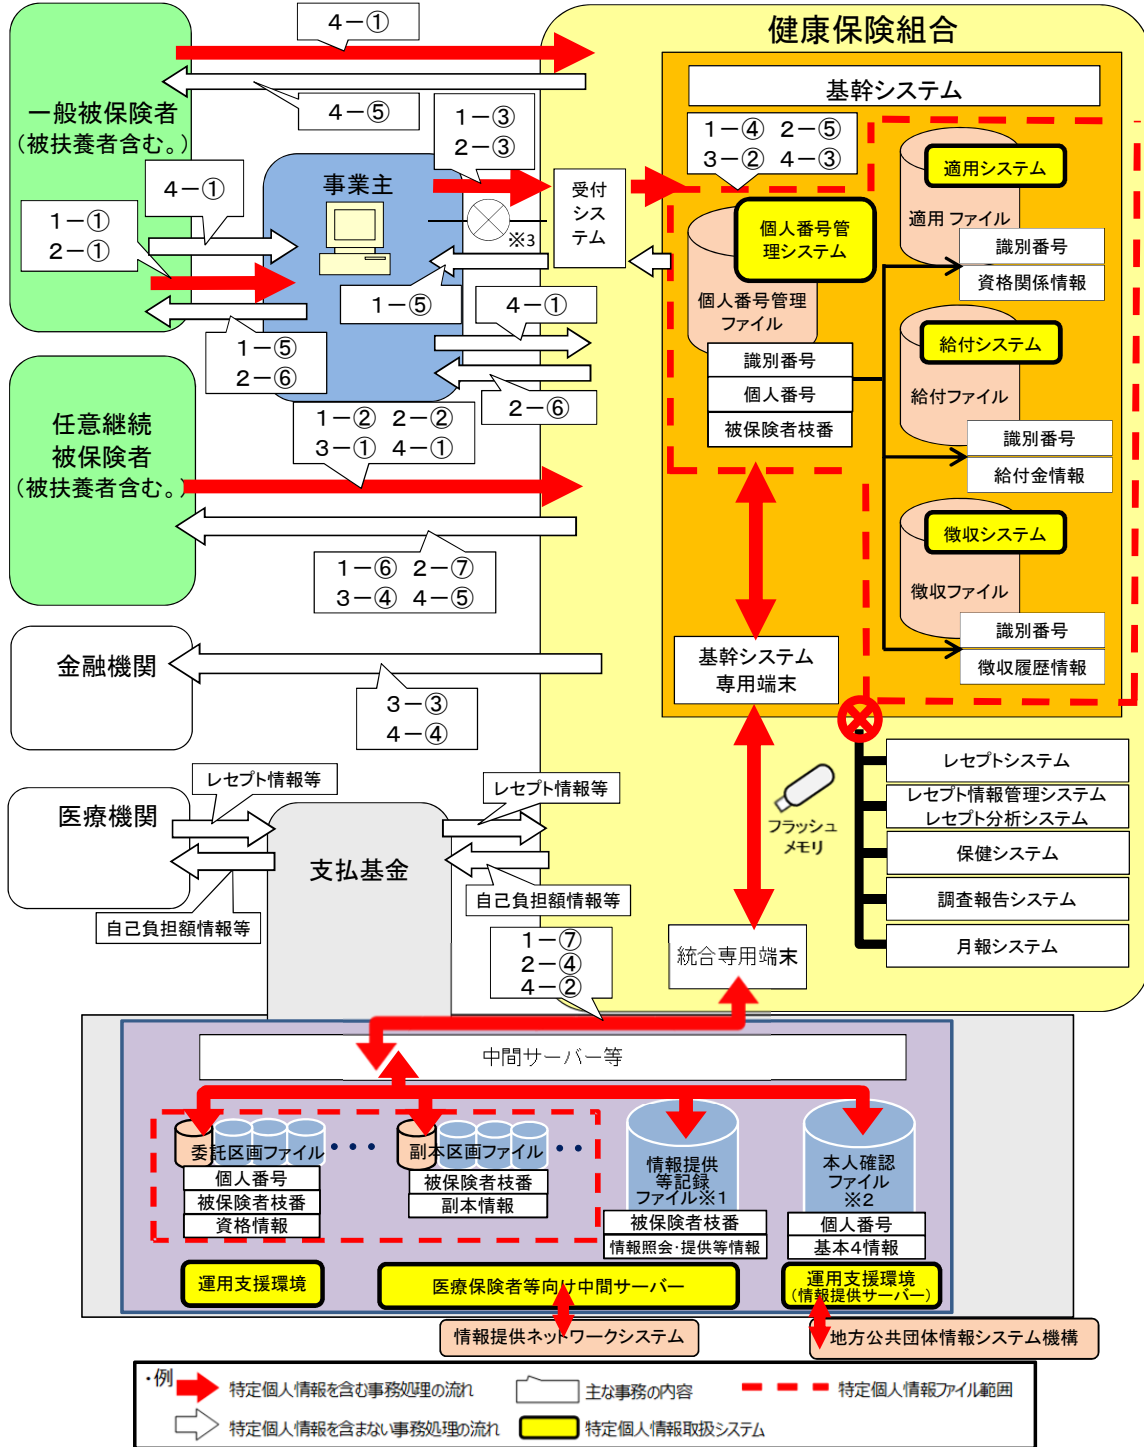 4－①
健康保険組合
基幹システム
一般被保険者
(被扶養者含む。)
4－⑤
1－③
2－③
1－④ 2－⑤
3－② 4－③
適用システム
適用 ファイル
識別番号
資格関係情報
4－①
事業主
受付
シス
テム
※3
個人番号管
理システム
個人番号管理
ファイル
1－①
2－①
1－⑤
4－①
1－⑤
2－⑥
2－⑥
給付システム
給付ファイル
識別番号
個人番号
被保険者枝番
識別番号
給付金情報
任意継続
被保険者
(被扶養者含む。)
1－② 2－②
3－① 4－①
1－⑥ 2－⑦
3－④ 4－⑤
徴収システム
徴収ファイル
識別番号
徴収履歴情報
金融機関
3－③
4－④
基幹システム
専用端末
レセプトシステム
レセプト情報管理システム
レセプト分析システム
保健システム
調査報告システム
月報システム
フラッシュ
メモリ
医療機関
レセプト情報等
レセプト情報等
支払基金
自己負担額情報等
自己負担額情報等
1－⑦
2－④
4－②
統合専用端末
中間サーバー等
委託区画ファイル
・・・
個人番号
被保険者枝番
資格情報
副本区画ファイル
・・
被保険者枝番
副本情報
情報提供
等記録
ファイル※1
被保険者枝番
情報照会・提供等情報
本人確認
ファイル
※2
個人番号
基本4情報
運用支援環境
医療保険者等向け中間サーバー
運用支援環境
(情報提供サーバー)
情報提供ネットワークシステム
地方公共団体情報システム機構
・例
特定個人情報を含む事務処理の流れ
主な事務の内容
特定個人情報ファイル範囲
特定個人情報を含まない事務処理の流れ
特定個人情報取扱システム